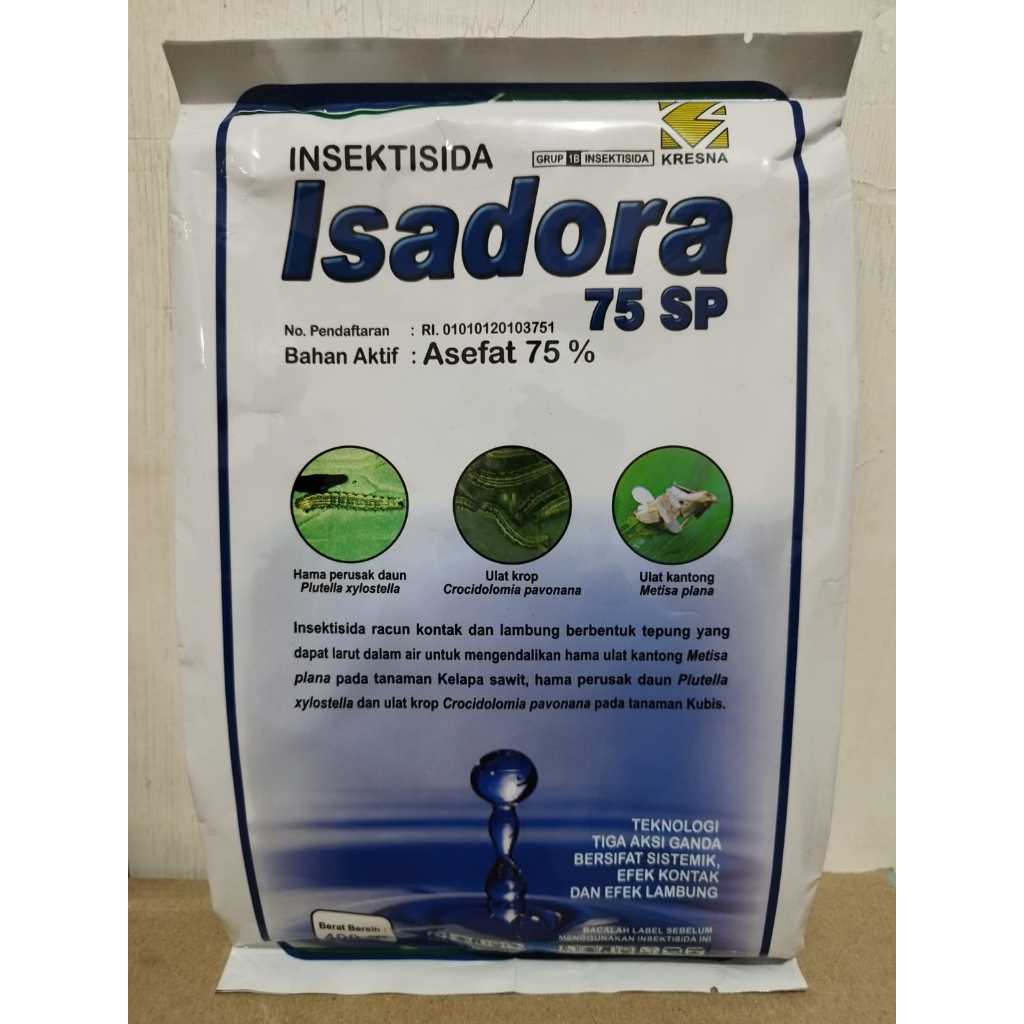 INSEKTISIDA
GRUP 1B INSEKTISIDA
KRESNA
Isadora
75 SP
No. Pendaftaran : RI. 01010120103751
Bahan Aktif : Asefat 75 %
Hama perusak daun
Plutella xylostella
Ulat krop
Crocidolomia pavonana
Ulat kantong
Metisa plana
Insektisida racun kontak dan lambung berbentuk tepung yang
dapat larut dalam air untuk mengendalikan hama ulat kantong Metisa
plana pada tanaman Kelapa sawit, hama perusak daun Plutella
xylostella dan ulat krop Crocidolomia pavonana pada tanaman Kubis.
TEKNOLOGI
TIGA AKSI GANDA
BERSIFAT SISTEMIK,
EFEK KONTAK
DAN EFEK LAMBUNG
Berat Bersih :
BACALAH LABEL SEBELUM
MENGGUNAKAN INSEKTISIDA INI